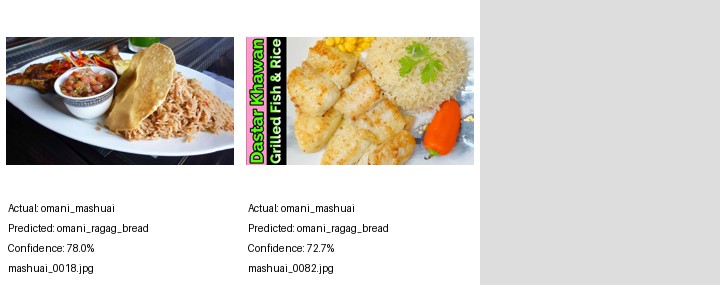 Dastar Khawan
Grilled Fish & Rice
Actual: omani_mashuai
Predicted: omani_ragag_bread
Confidence: 78.0%
mashuai_0018.jpg
Actual: omani_mashuai
Predicted: omani_ragag_bread
Confidence: 72.7%
mashuai_0082.jpg